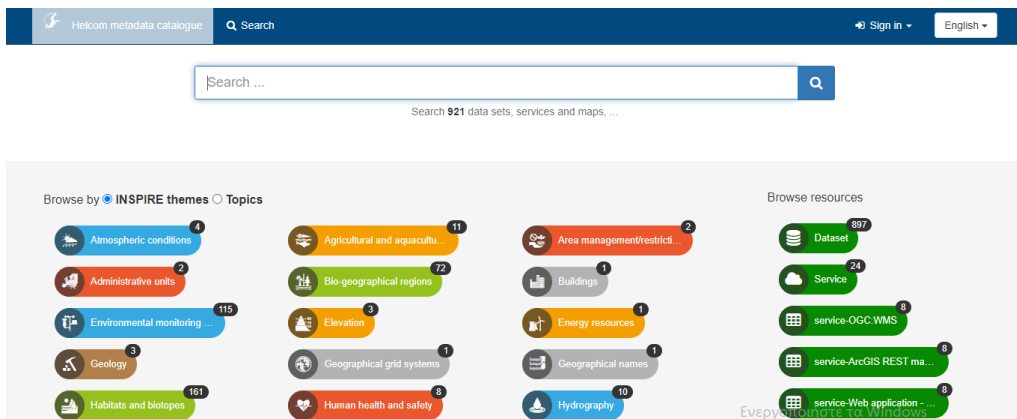 Helcom metadata catalogue Search Sign in English
Search ...
Search 921 data sets, services and maps, ...
Browse by INSPIRE themes Topics
Browse resources
Atmospheric conditions 4
Agricultural and aquacultu... 11
Area management/restricti... 2
Dataset 897
Administrative units 2
Bio-geographical regions 72
Buildings 1
Service 24
Environmental monitoring ... 115
Elevation 3
Energy resources 1
service-OGC:WMS 8
Geology 3
Geographical grid systems 1
Geographical names 1
service-ArcGIS REST ma... 8
Habitats and biotopes 161
Human health and safety 8
Hydrography 10
service-Web application - ... 8
Ενεργοποιήστε τα Windows